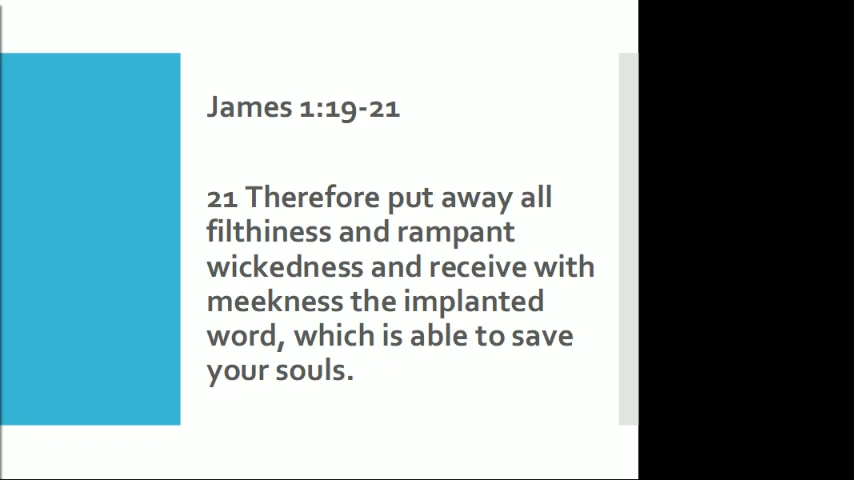 James 1:19-21
21 Therefore put away all
filthiness and rampant
wickedness and receive with
meekness the implanted
word, which is able to save
your souls.